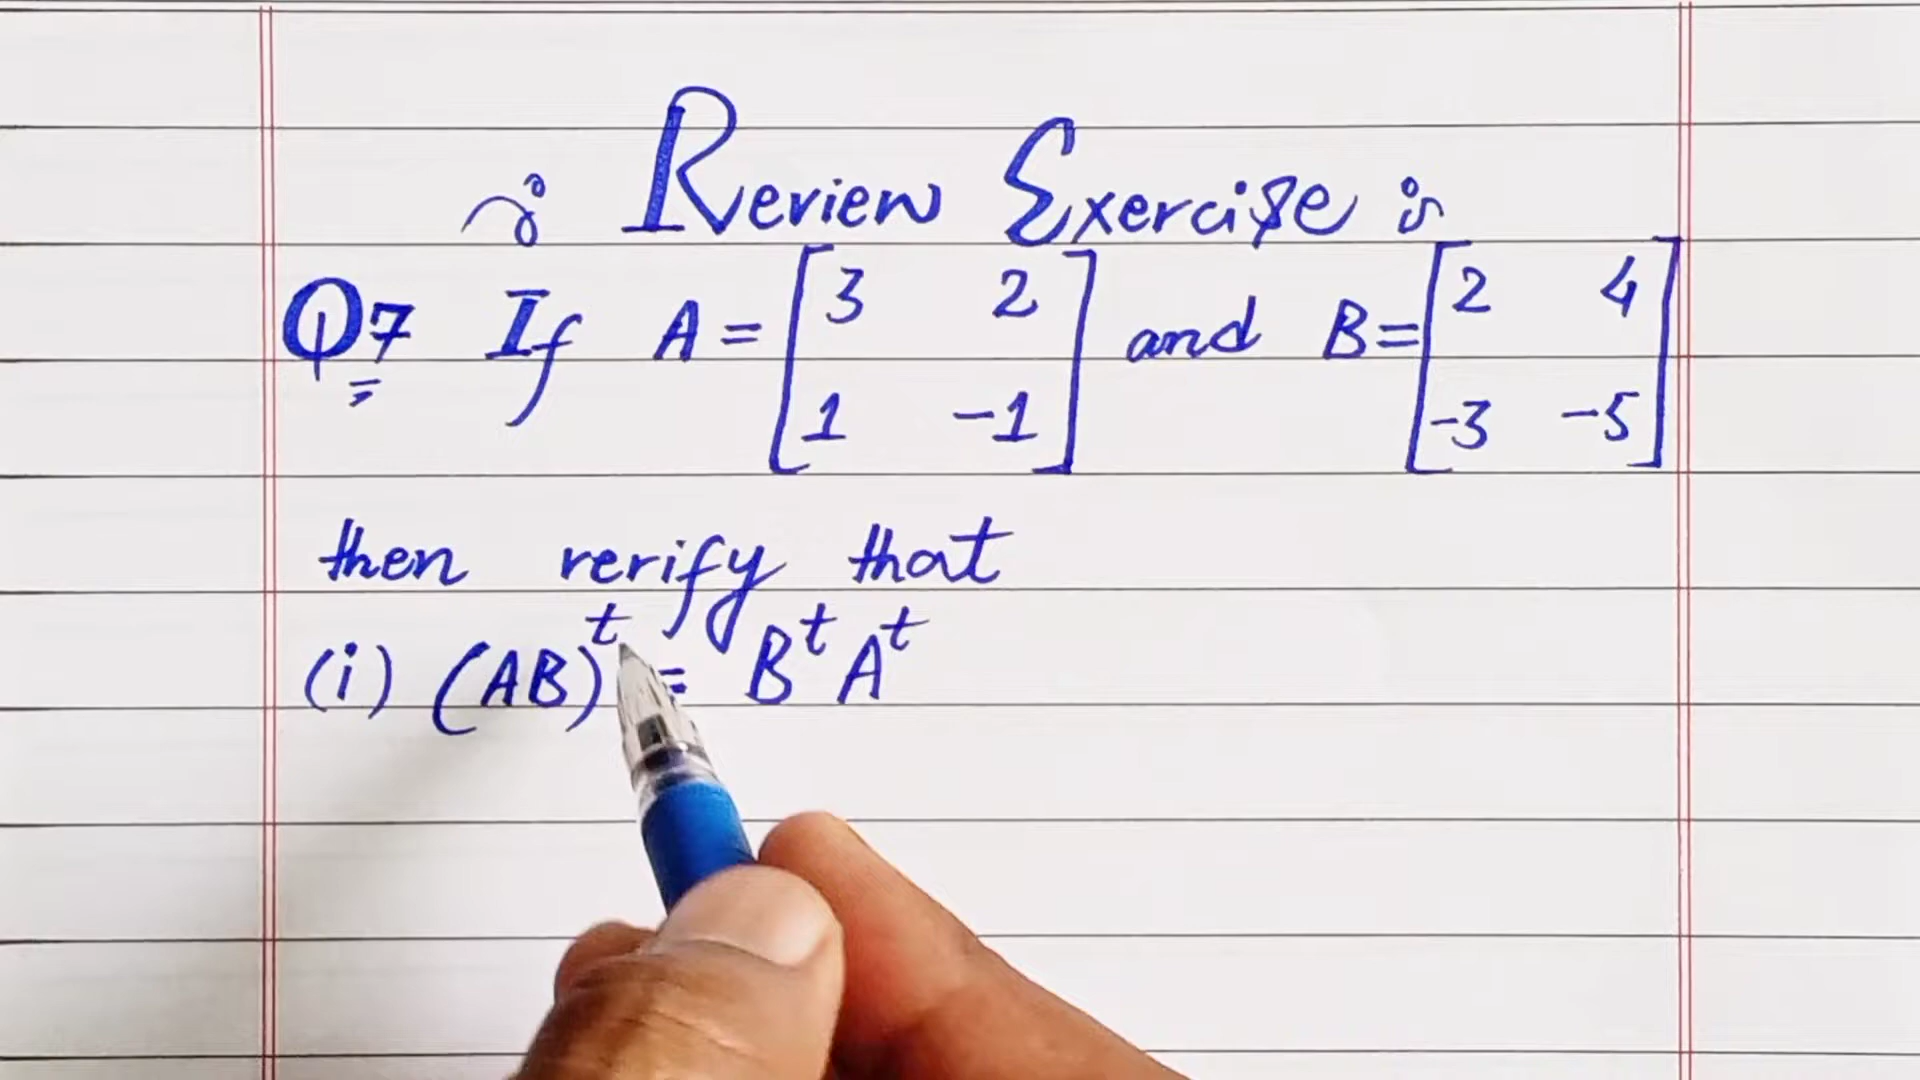 Review Exercise
Q7 If A = [3 2 and B = [2 4
1 -1] -3 -5]
then verify that
(i) (AB)^t = B^t A^t